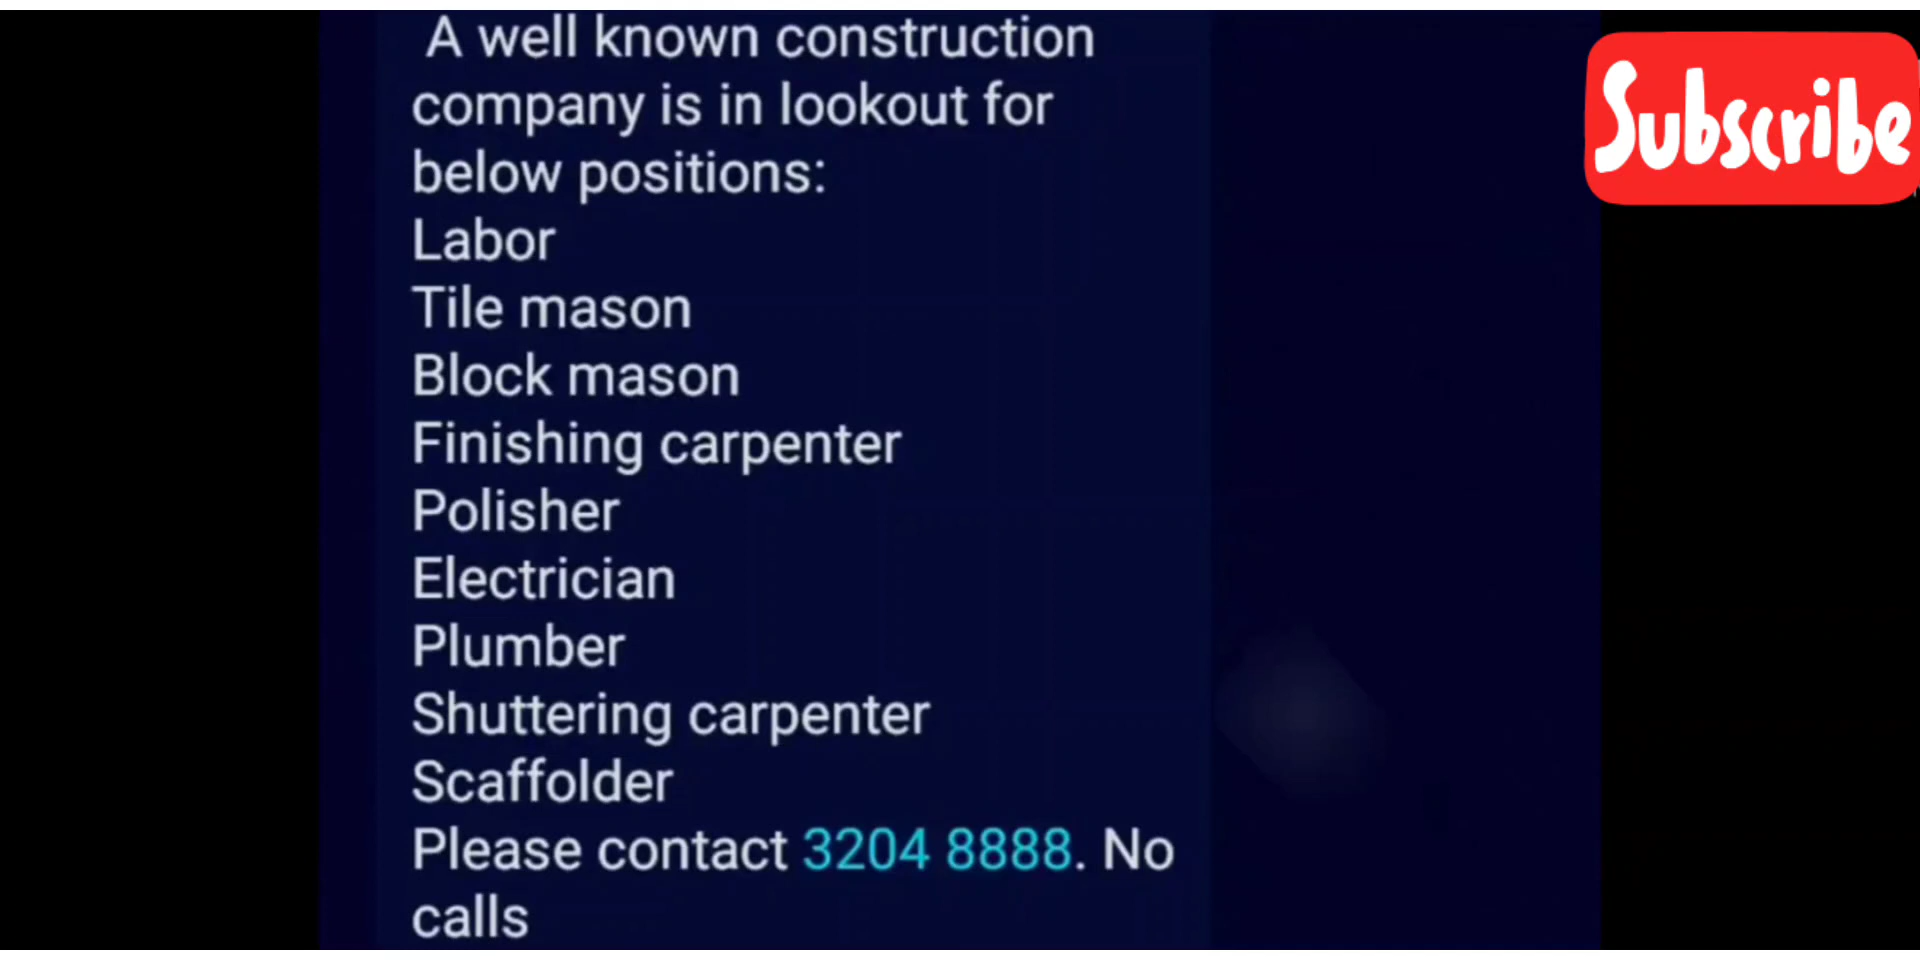 A well known construction
company is in lookout for
below positions:
Labor
Tile mason
Block mason
Finishing carpenter
Polisher
Electrician
Plumber
Shuttering carpenter
Scaffolder
Please contact 3204 8888. No
calls
Subscribe